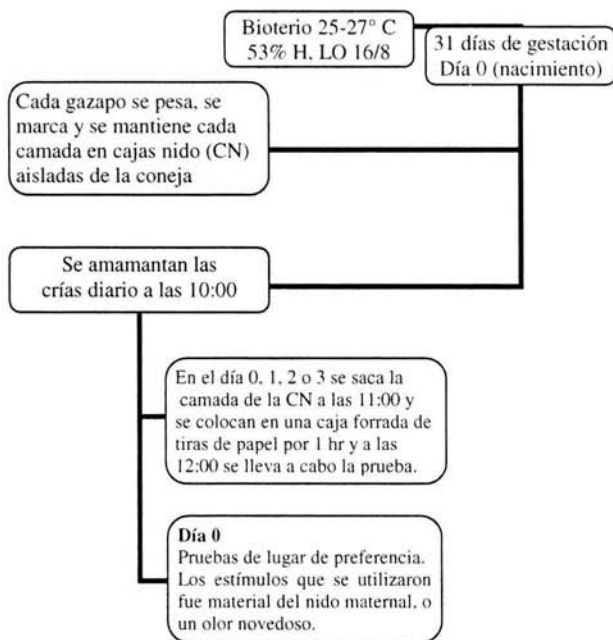 Bioterio 25-27° C
53% H, LO 16/8
31 días de gestación
Día 0 (nacimiento)
Cada gazapo se pesa, se
marca y se mantiene cada
camada en cajas nido (CN)
aisladas de la coneja
Se amamantan las
crías diario a las 10:00
En el día 0, 1, 2 o 3 se saca la
camada de la CN a las 11:00 y
se colocan en una caja forrada de
tiras de papel por 1 hr y a las
12:00 se lleva a cabo la prueba.
Día 0
Pruebas de lugar de preferencia.
Los estímulos que se utilizaron
fue material del nido maternal, o
un olor novedoso.